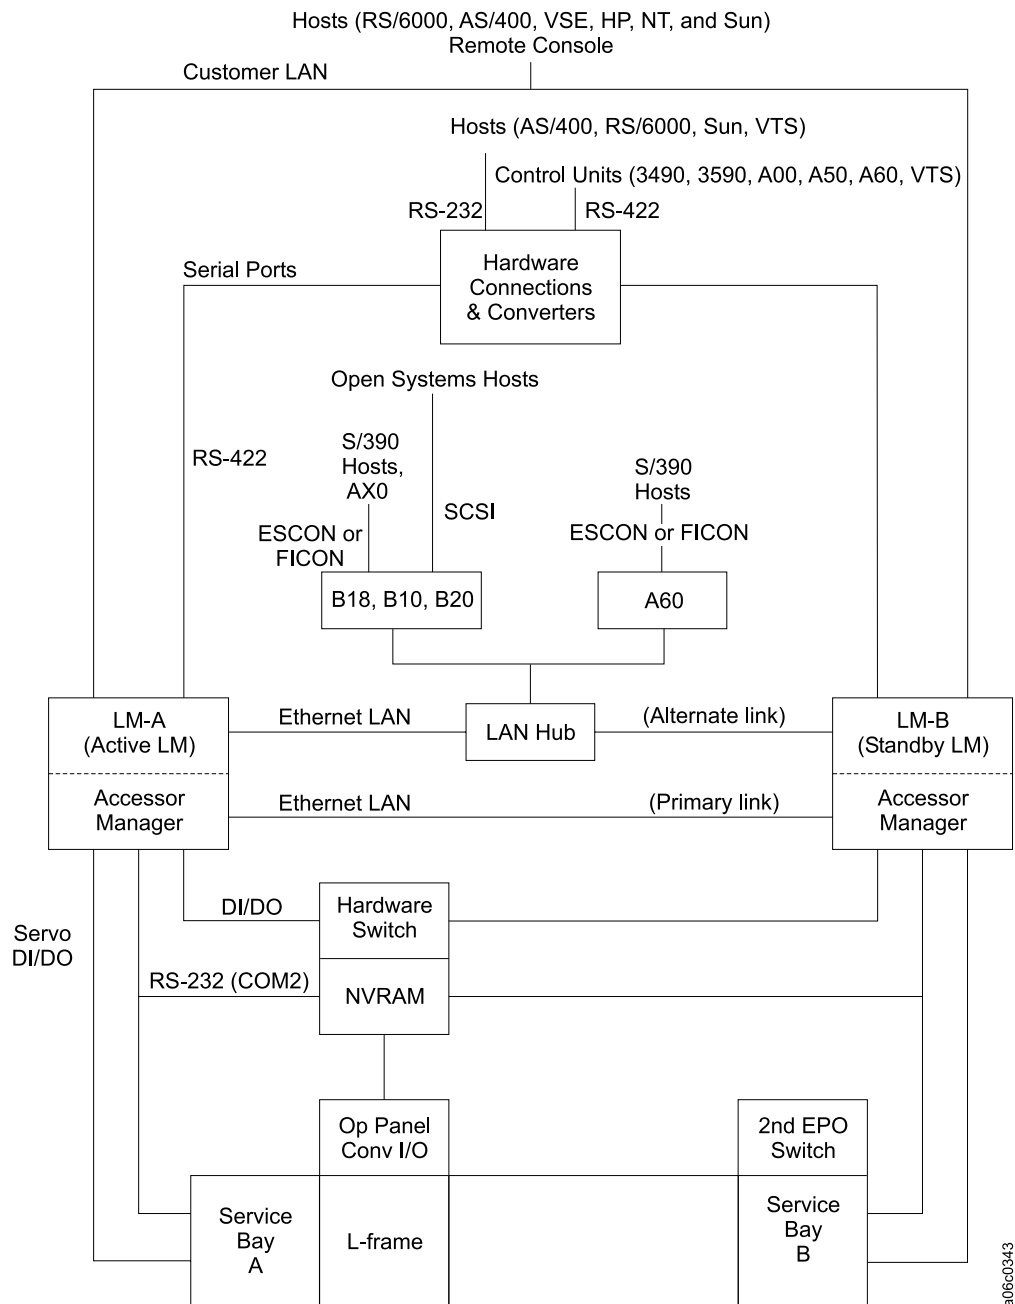 Hosts (RS/6000, AS/400, VSE, HP, NT, and Sun)
Remote Console
Customer LAN
Hosts (AS/400, RS/6000, Sun, VTS)
Control Units (3490, 3590, A00, A50, A60, VTS)
RS-232
RS-422
Serial Ports
Hardware
Connections
& Converters
Open Systems Hosts
RS-422
S/390
Hosts,
AX0
SCSI
S/390
Hosts
ESCON or
FICON
ESCON or FICON
B18, B10, B20
A60
LM-A
(Active LM)
Ethernet LAN
LAN Hub
(Alternate link)
LM-B
(Standby LM)
Accessor
Manager
Ethernet LAN
(Primary link)
Accessor
Manager
Servo
DI/DO
DI/DO
Hardware
Switch
RS-232 (COM2)
NVRAM
Op Panel
Conv I/O
2nd EPO
Switch
Service
Bay
A
L-frame
Service
Bay
B
a06c0343